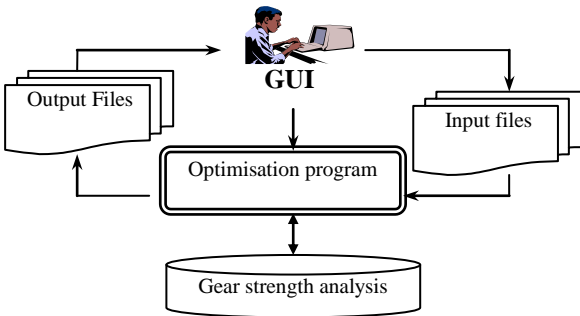 GUI
Output Files
Input files
Optimisation program
Gear strength analysis